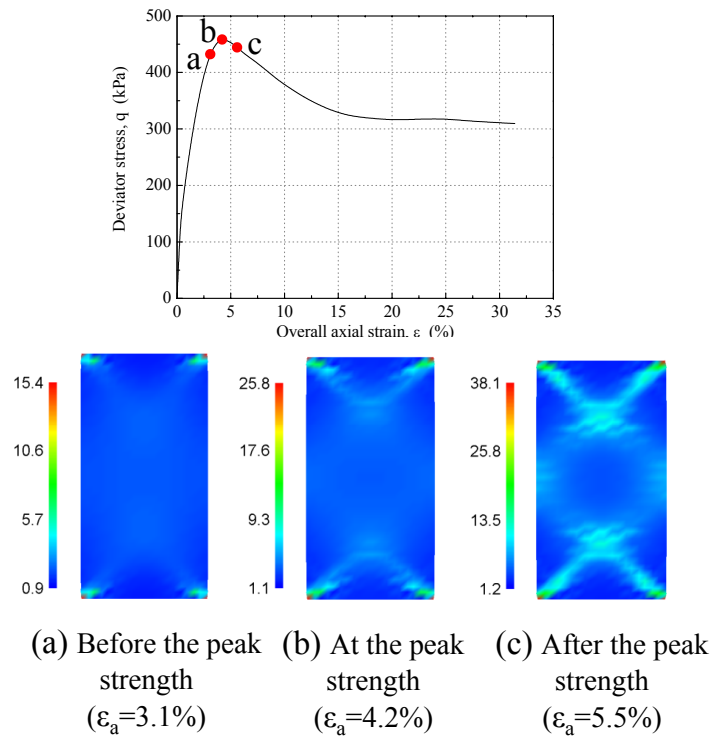 500
450
400
300
200
100
0
0 5 10 15 20 25 30 35
Deviator stress, q (kPa)
Overall axial strain, ε (%)
a
b
c
15.4
10.6
5.7
0.9
25.8
17.6
9.3
1.1
38.1
25.8
13.5
1.2
(a) Before the peak
strength
(εa=3.1%)
(b) At the peak
strength
(εa=4.2%)
(c) After the peak
strength
(εa=5.5%)